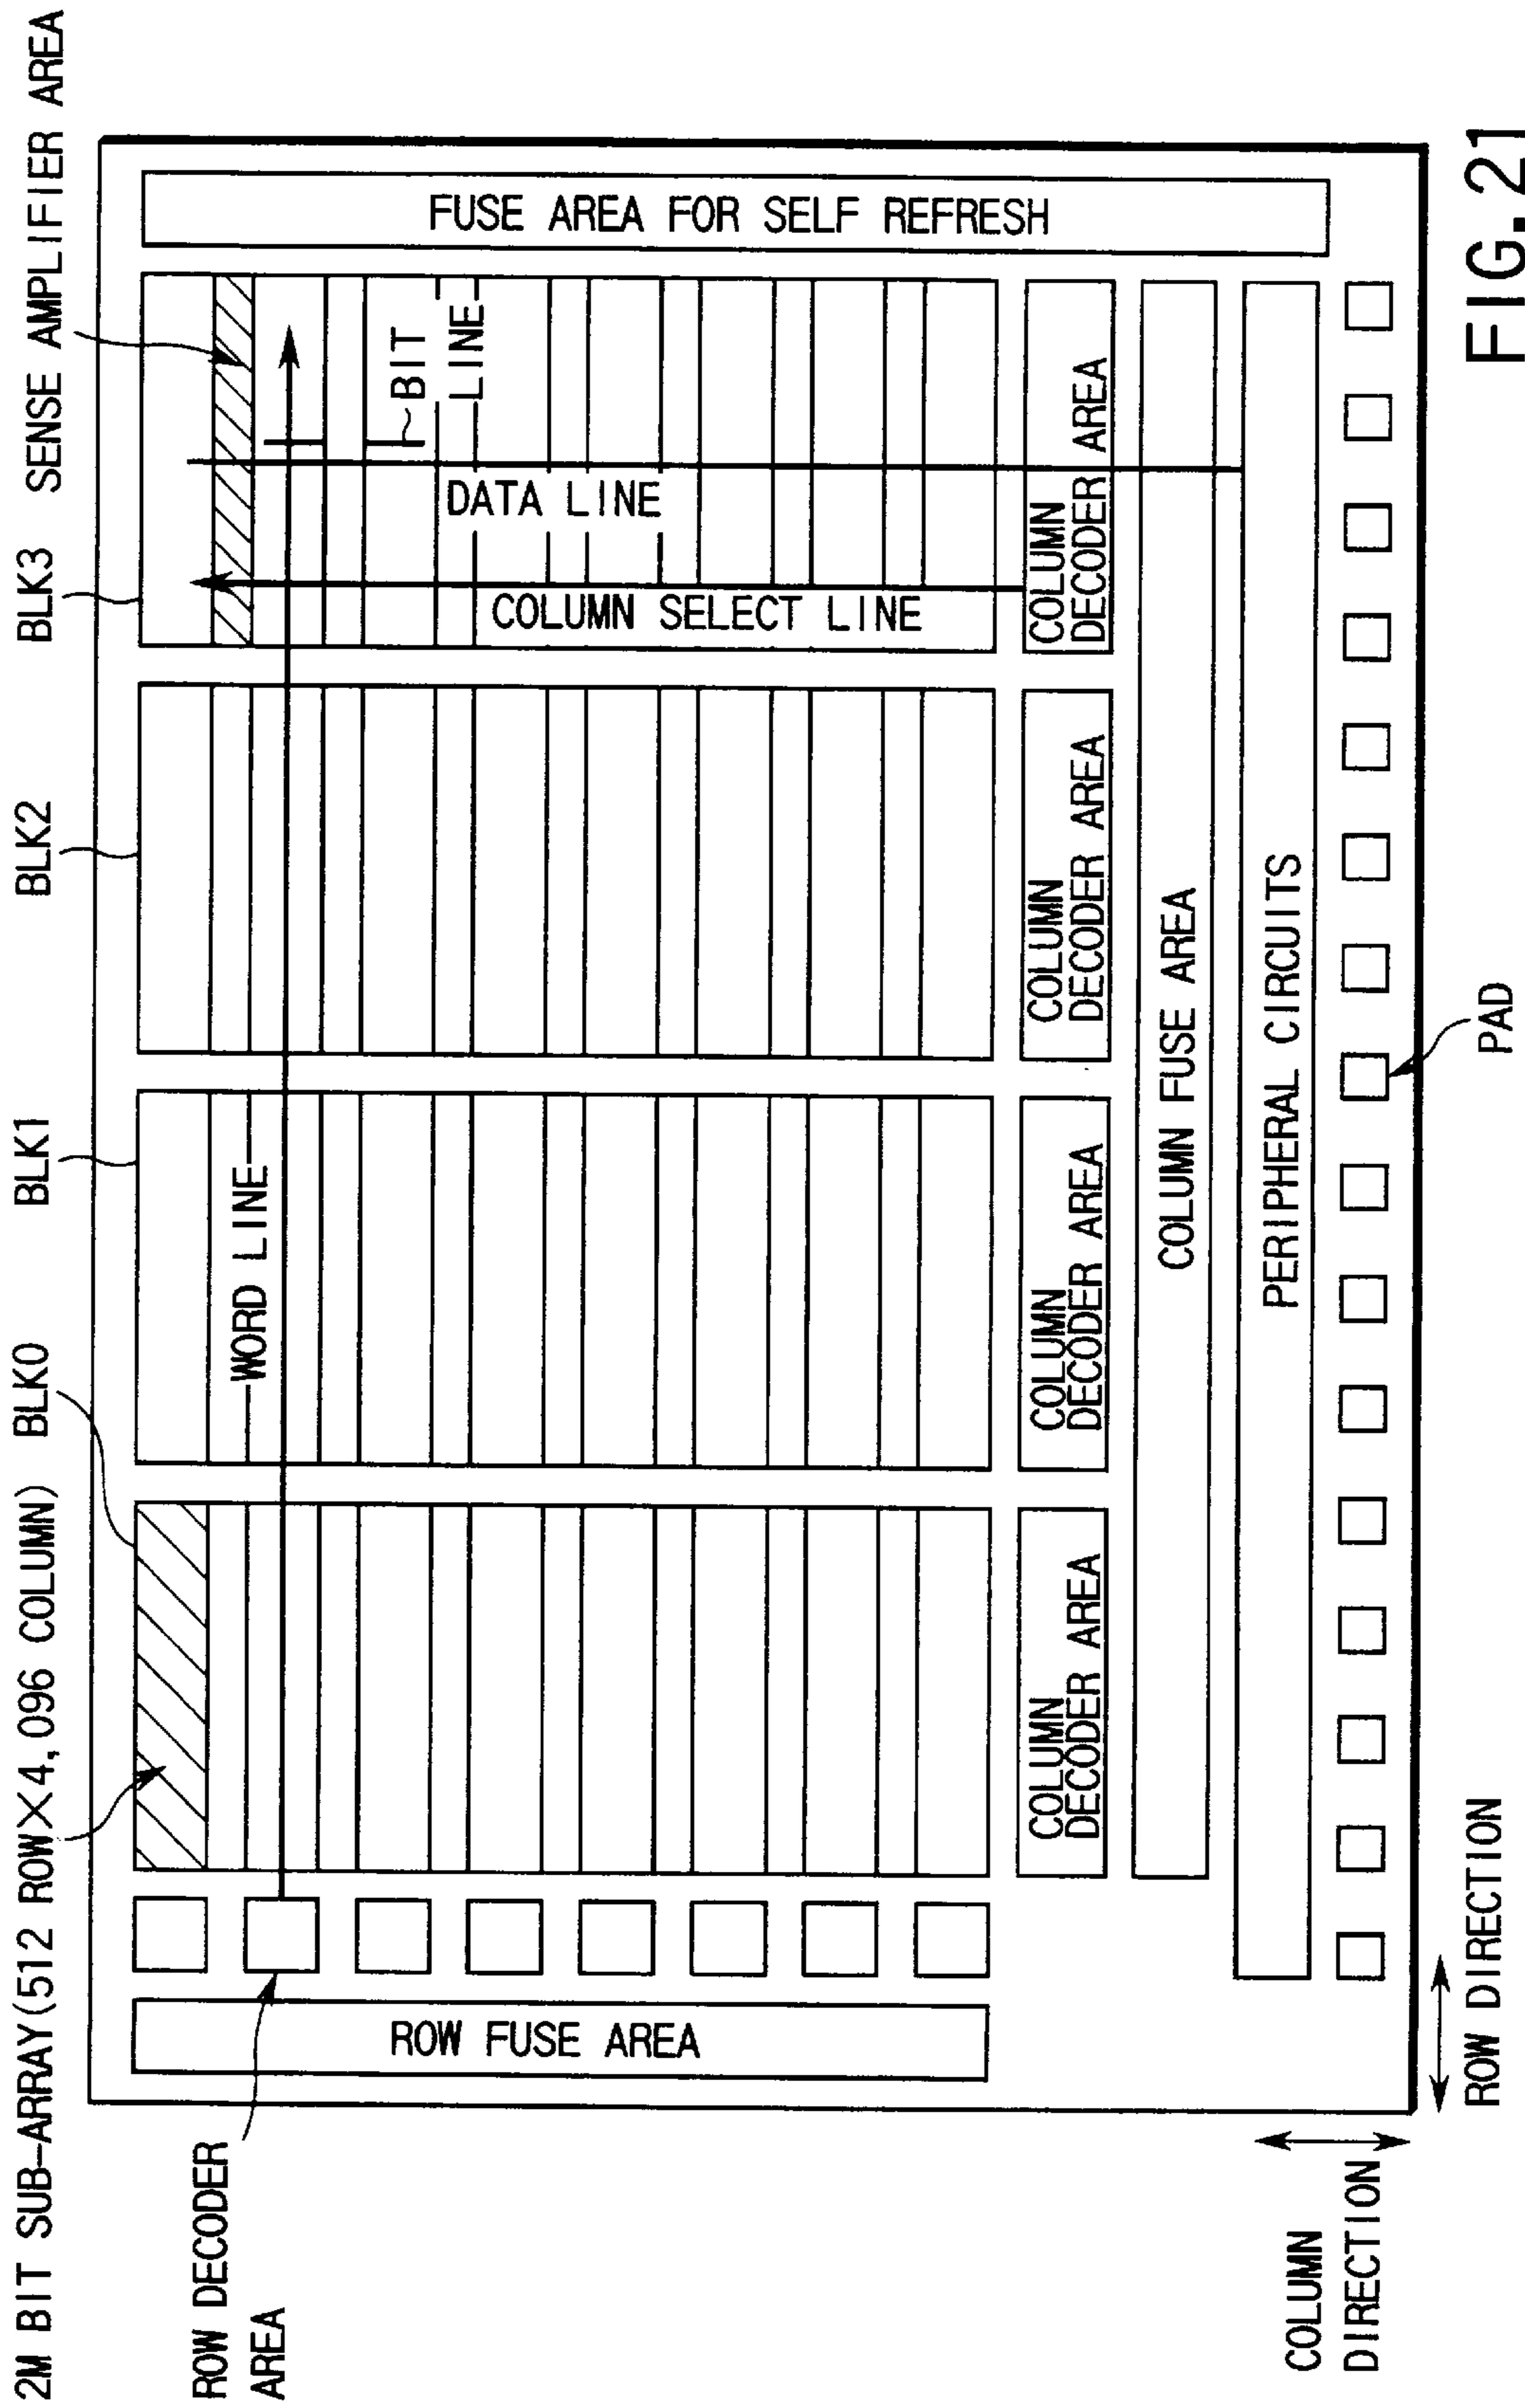 2M BIT SUB-ARRAY(512 ROW×4,096 COLUMN)
BLK0
BLK1
BLK2
BLK3
SENSE AMPLIFIER AREA
ROW DECODER
AREA
ROW FUSE AREA
WORD LINE
BIT
LINE
DATA LINE
COLUMN SELECT LINE
FUSE AREA FOR SELF REFRESH
COLUMN
DECODER AREA
COLUMN
DECODER AREA
COLUMN
DECODER AREA
COLUMN
DECODER AREA
COLUMN FUSE AREA
PERIPHERAL CIRCUITS
PAD
COLUMN
DIRECTION
ROW DIRECTION
FIG.21